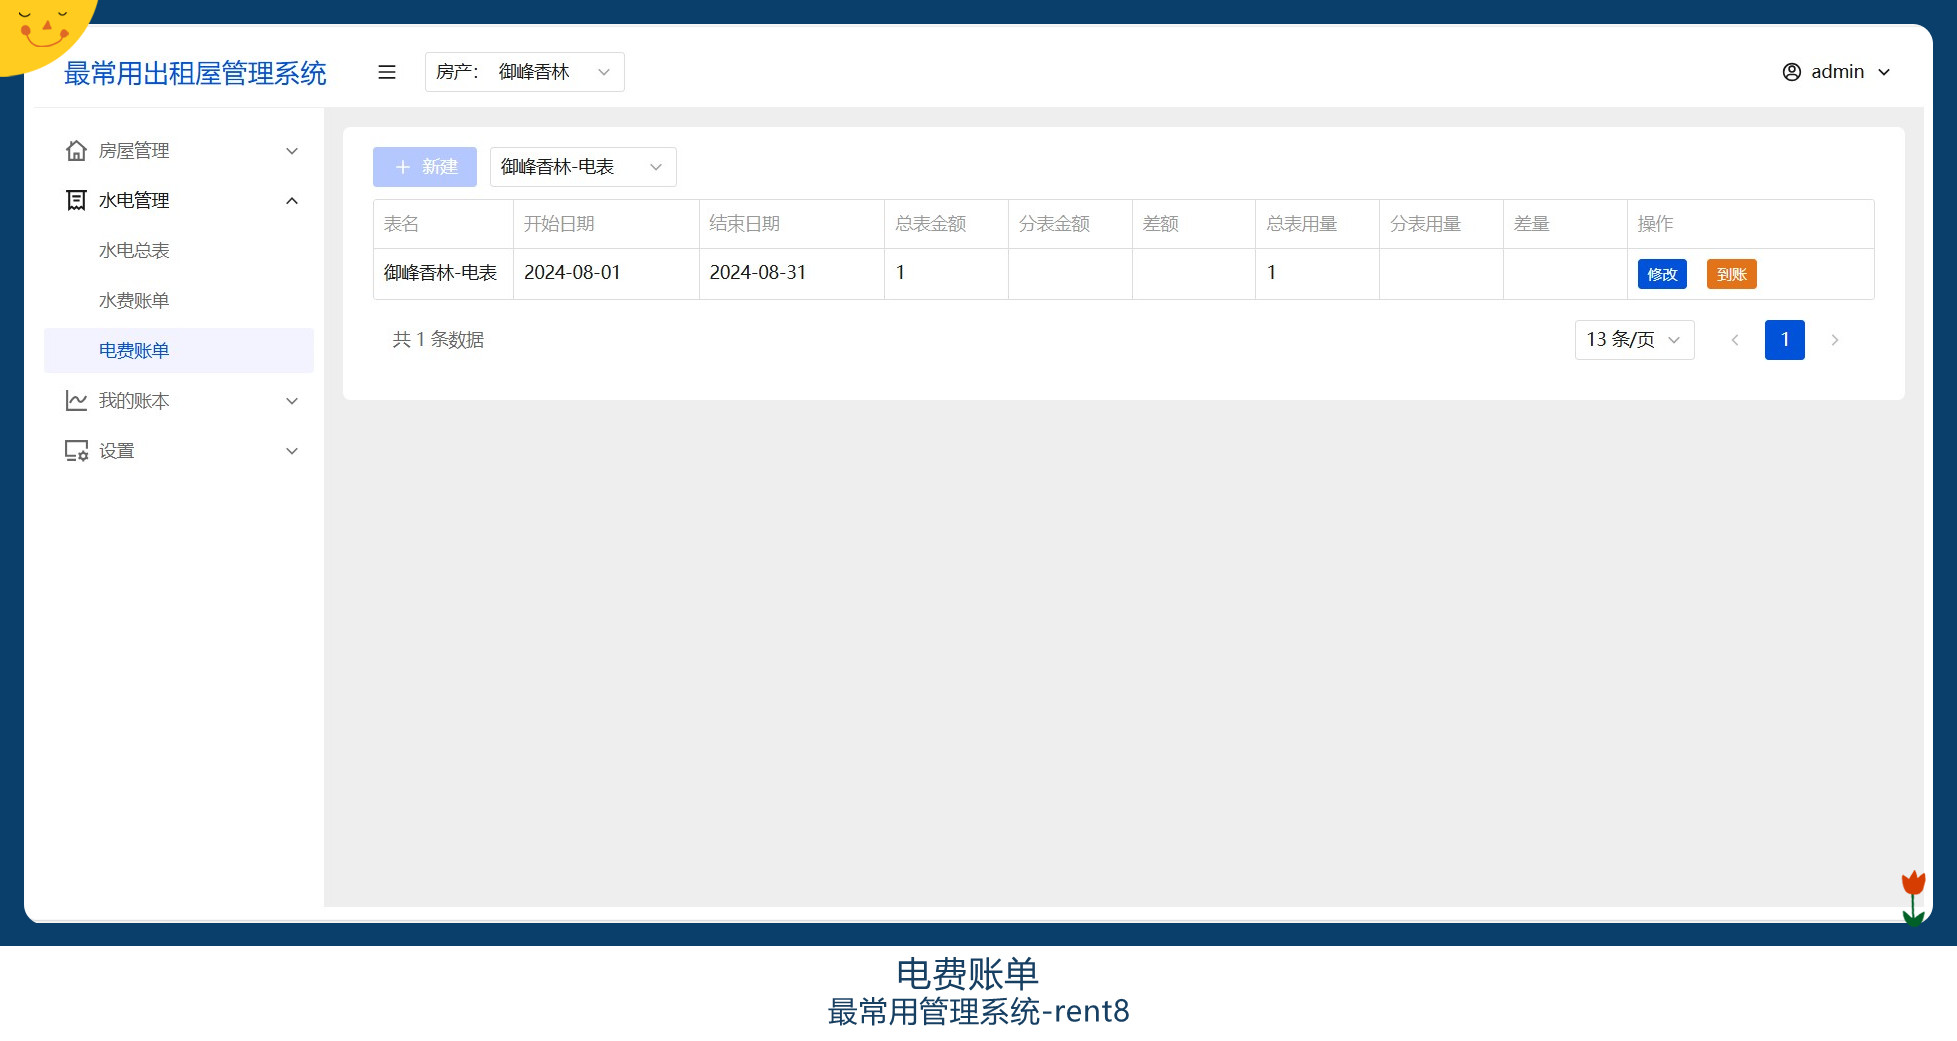 最常用出租屋管理系统
房产： 御峰香林
admin
房屋管理
水电管理
水电总表
水费账单
电费账单
我的账本
设置
新建
御峰香林-电表
表名 开始日期 结束日期 总表金额 分表金额 差额 总表用量 分表用量 差量 操作
御峰香林-电表 2024-08-01 2024-08-31 1 1 修改 到账
共 1 条数据
13 条/页
1
电费账单
最常用管理系统-rent8